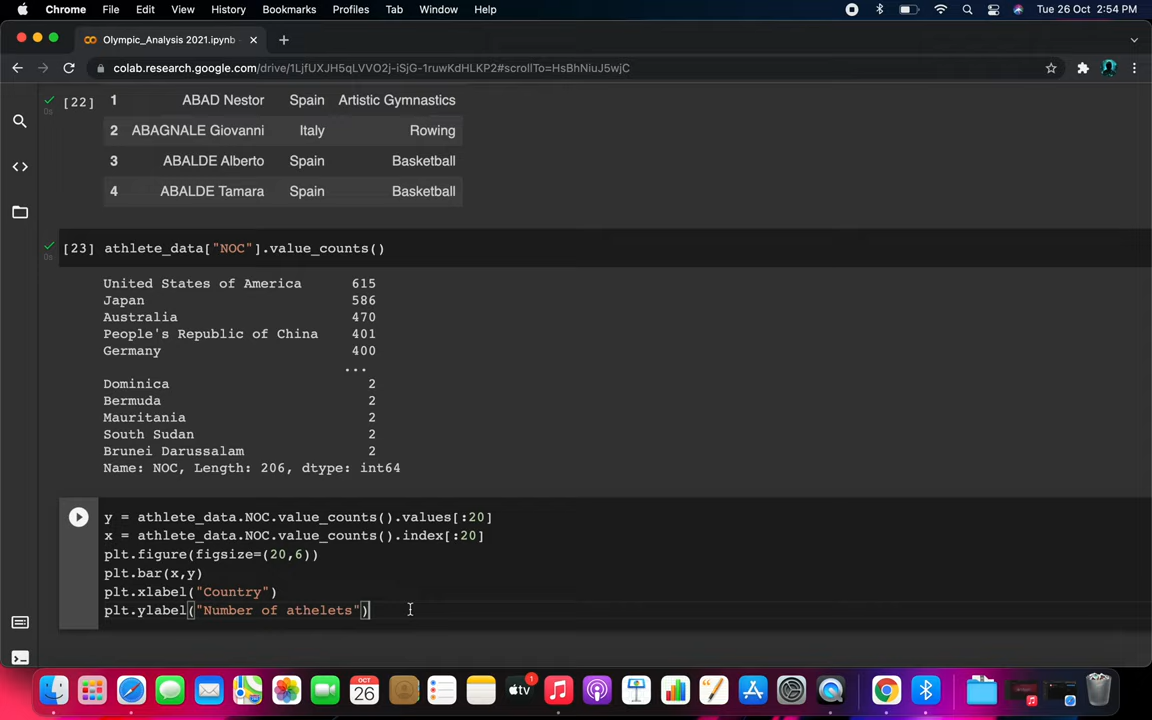 Chrome File Edit View History Bookmarks Profiles Tab Window Help Tue 26 Oct 2:54 PM
Olympic_Analysis 2021.ipynb
colab.research.google.com/drive/1LjfUXJH5qLVVO2j-iSjG-1ruwKdHLKP2#scrollTo=HsBhNiuJ5wjC
[22] 1 ABAD Nestor Spain Artistic Gymnastics
0s
2 ABAGNALE Giovanni Italy Rowing
3 ABALDE Alberto Spain Basketball
4 ABALDE Tamara Spain Basketball
[23] athlete_data["NOC"].value_counts()
0s
United States of America 615
Japan 586
Australia 470
People's Republic of China 401
Germany 400
...
Dominica 2
Bermuda 2
Mauritania 2
South Sudan 2
Brunei Darussalam 2
Name: NOC, Length: 206, dtype: int64
y = athlete_data.NOC.value_counts().values[:20]
x = athlete_data.NOC.value_counts().index[:20]
plt.figure(figsize=(20,6))
plt.bar(x,y)
plt.xlabel("Country")
plt.ylabel("Number of athelets")
OCT
26
tv
1